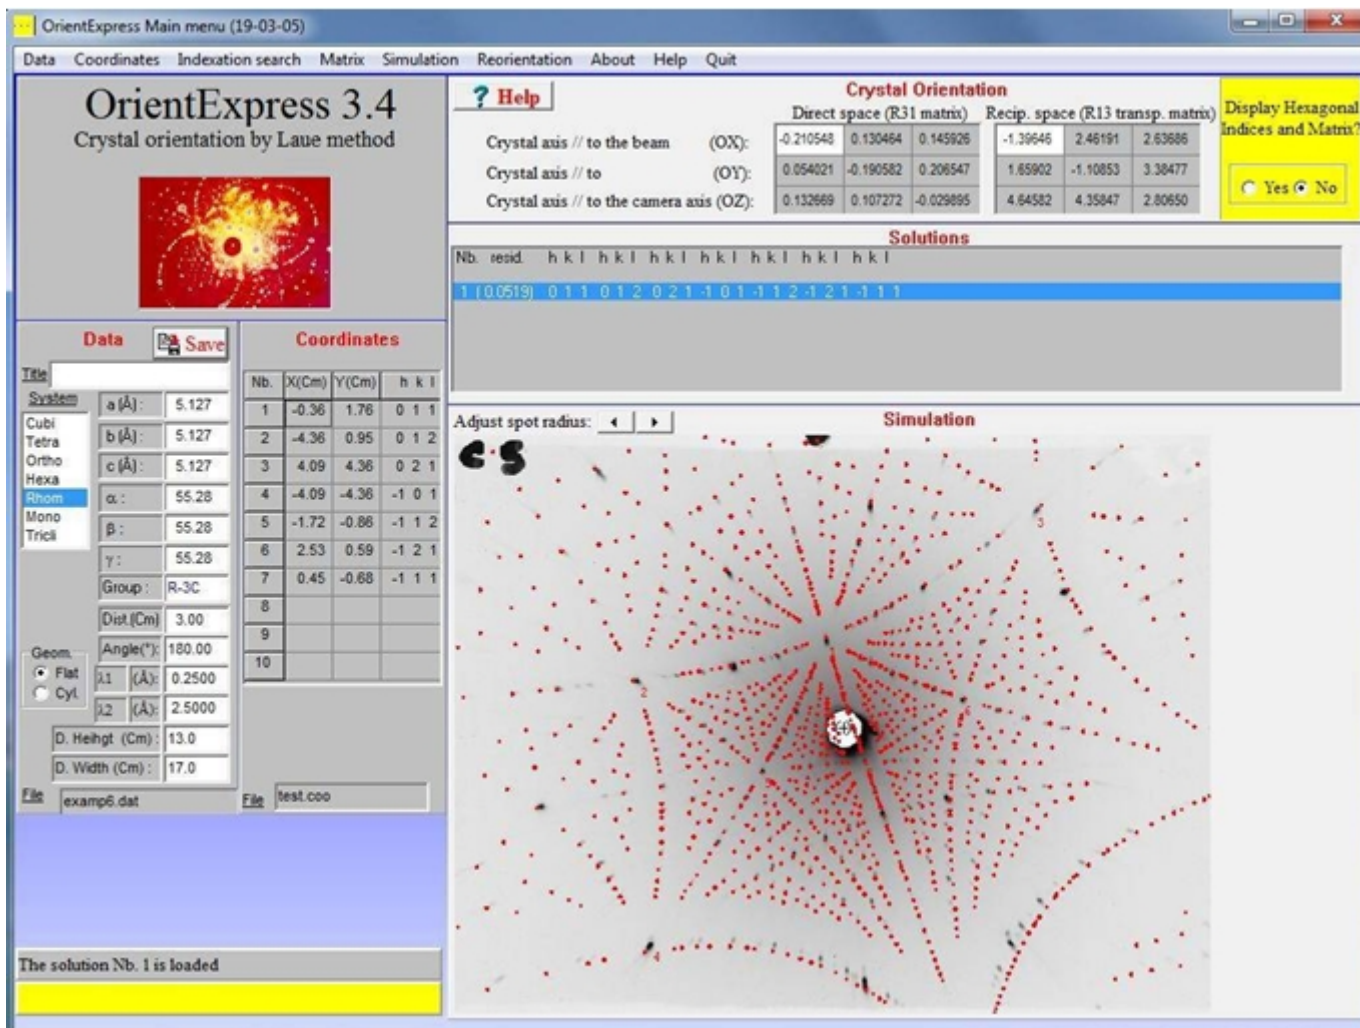 OrientExpress Main menu (19-03-05)
Data Coordinates Indexation search Matrix Simulation Reorientation About Help Quit
OrientExpress 3.4
Crystal orientation by Laue method
? Help
Crystal Orientation
Direct space (R31 matrix) Recip. space (R13 transp. matrix)
Crystal axis // to the beam (OX): -0.210548 0.130464 0.145926 -1.39646 2.46191 2.63686
Crystal axis // to (OY): 0.054021 -0.190582 0.206547 1.65902 -1.10853 3.38477
Crystal axis // to the camera axis (OZ): 0.132669 0.107272 -0.029895 4.64582 4.35847 2.80650
Display Hexagonal
Indices and Matrix?
Yes No
Solutions
Nb. resid. h k l h k l h k l h k l h k l h k l h k l
1 (0.0519) 0 1 1 0 1 2 0 2 1 -1 0 1 -1 1 2 -1 2 1 -1 1 1
Data Save
Title
System
Cubi
Tetra
Ortho
Hexa
Rhom
Mono
Tricli
a (Å) : 5.127
b (Å) : 5.127
c (Å) : 5.127
α : 55.28
β : 55.28
γ : 55.28
Group : R-3C
Dist.(Cm) 3.00
Angle(°): 180.00
Geom.
Flat
Cyl.
λ1 (Å): 0.2500
λ2 (Å): 2.5000
D. Heihgt (Cm) : 13.0
D. Width (Cm) : 17.0
File examp6.dat
Coordinates
Nb. X(Cm) Y(Cm) h k l
1 -0.36 1.76 0 1 1
2 -4.36 0.95 0 1 2
3 4.09 4.36 0 2 1
4 -4.09 -4.36 -1 0 1
5 -1.72 -0.86 -1 1 2
6 2.53 0.59 -1 2 1
7 0.45 -0.68 -1 1 1
8
9
10
File test.coo
Adjust spot radius:
Simulation
CS
3
2
6
4
The solution Nb. 1 is loaded